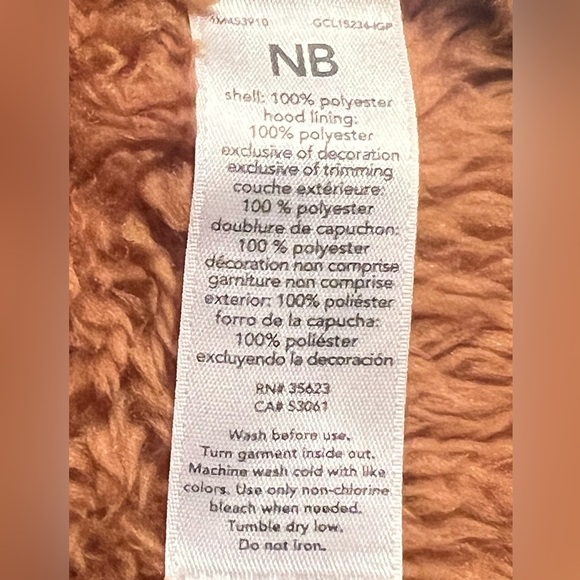 1M453910 GCL15234-IGP
NB
shell: 100% polyester
hood lining:
100% polyester
exclusive of decoration
exclusive of trimming
couche extérieure:
100 % polyester
doublure de capuchon:
100 % polyester
décoration non comprise
garniture non comprise
exterior: 100% poliéster
forro de la capucha:
100% poliéster
excluyendo la decoración
RN# 35623
CA# 53061
Wash before use.
Turn garment inside out.
Machine wash cold with like
colors. Use only non-chlorine
bleach when needed.
Tumble dry low.
Do not iron.